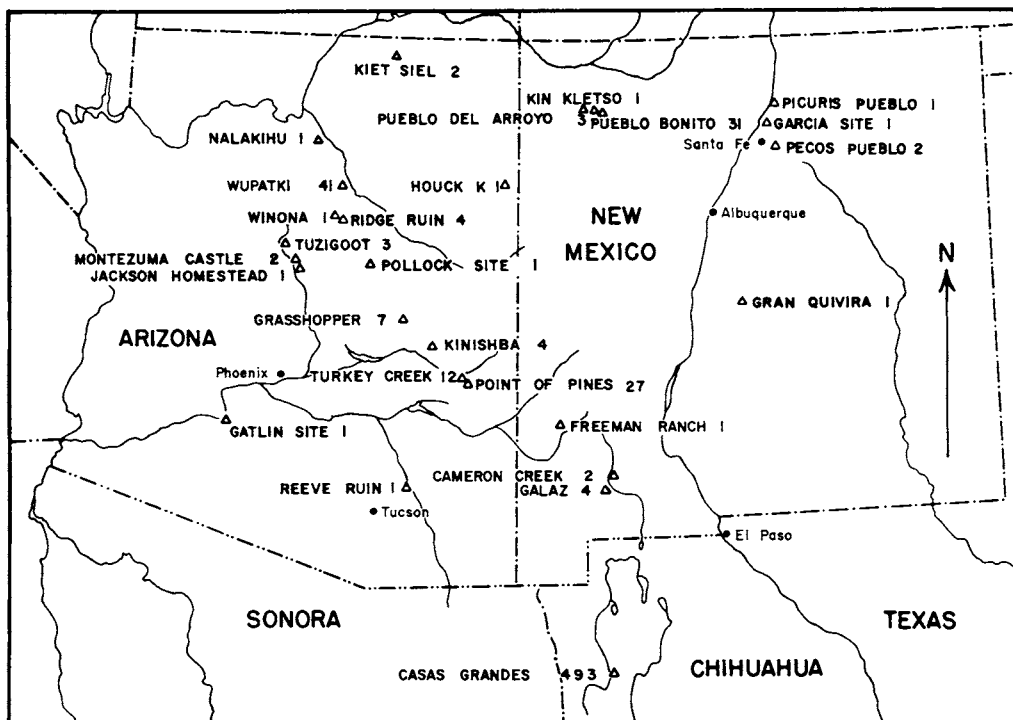 KIET SIEL 2
KIN KLETSO 1
PICURIS PUEBLO 1
PUEBLO DEL ARROYO 3
PUEBLO BONITO 31
GARCIA SITE 1
Santa Fe
PECOS PUEBLO 2
NALAKIHU 1
WUPATKI 41
HOUCK K 1
WINONA 1
RIDGE RUIN 4
NEW
MEXICO
Albuquerque
TUZIGOOT 3
MONTEZUMA CASTLE 2
JACKSON HOMESTEAD 1
POLLOCK SITE 1
N
GRAN QUIVIRA 1
ARIZONA
GRASSHOPPER 7
KINISHBA 4
Phoenix
TURKEY CREEK 12
POINT OF PINES 27
GATLIN SITE 1
FREEMAN RANCH 1
CAMERON CREEK 2
REEVE RUIN 1
GALAZ 4
Tucson
El Paso
SONORA
TEXAS
CASAS GRANDES 493
CHIHUAHUA